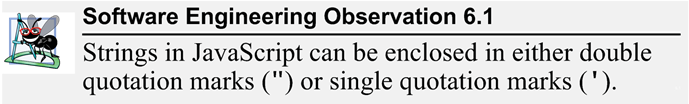 Software Engineering Observation 6.1
Strings in JavaScript can be enclosed in either double
quotation marks (") or single quotation marks (').